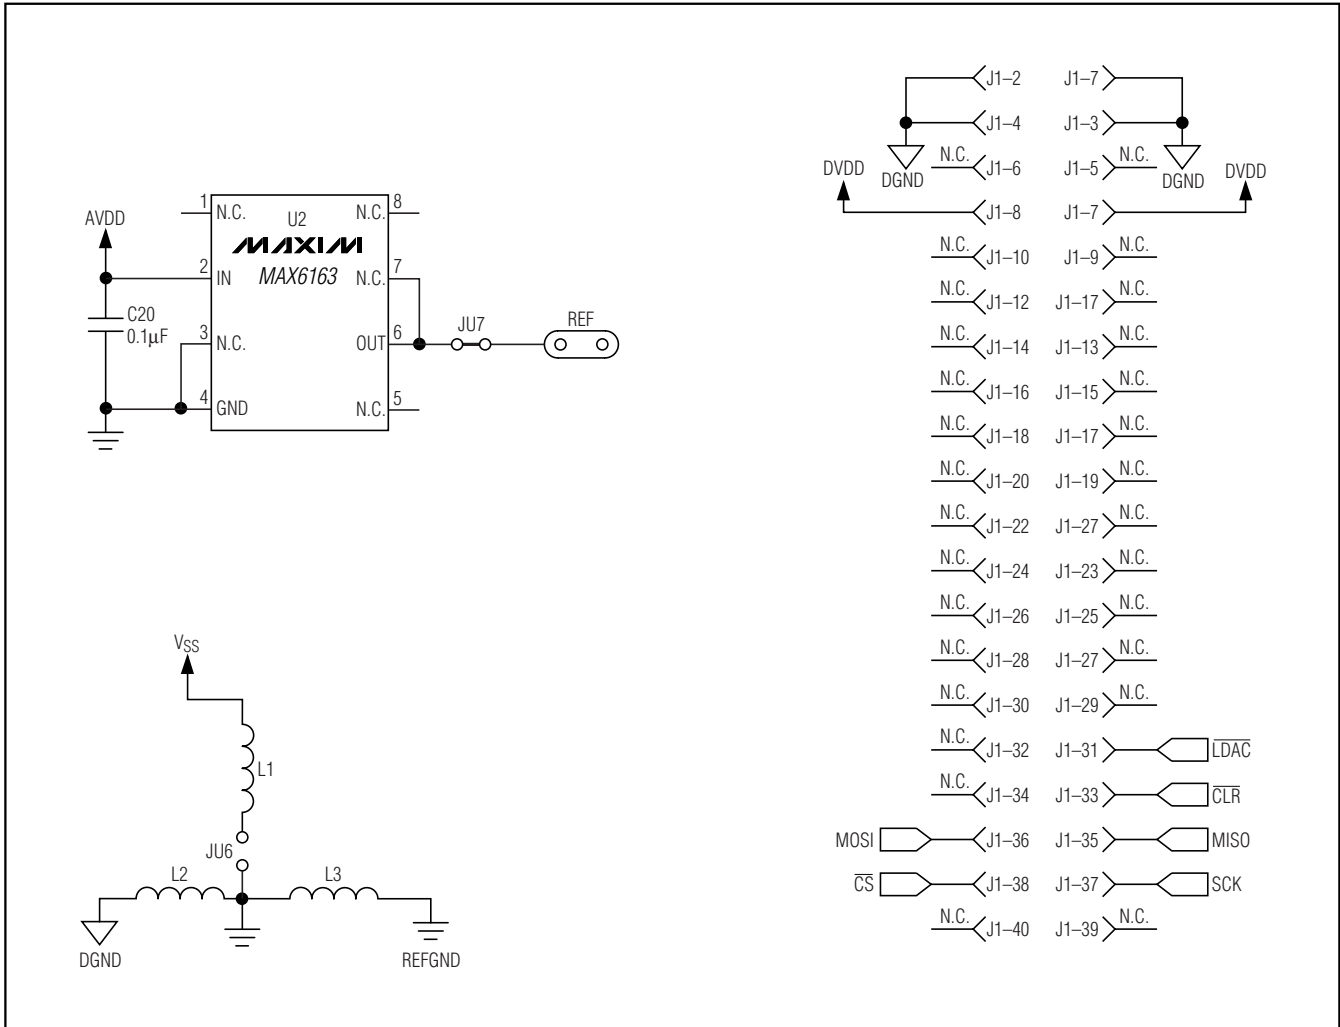 AVDD
C20
0.1µF
1 N.C.
2 IN
3 N.C.
4 GND
U2
MAXIM
MAX6163
N.C. 8
N.C. 7
OUT 6
N.C. 5
JU7
REF
VSS
L1
JU6
L2
L3
DGND
REFGND
J1–2 J1–7
J1–4 J1–3
DGND N.C. J1–6 J1–5 N.C. DGND
DVDD J1–8 J1–7 DVDD
N.C. J1–10 J1–9 N.C.
N.C. J1–12 J1–17 N.C.
N.C. J1–14 J1–13 N.C.
N.C. J1–16 J1–15 N.C.
N.C. J1–18 J1–17 N.C.
N.C. J1–20 J1–19 N.C.
N.C. J1–22 J1–27 N.C.
N.C. J1–24 J1–23 N.C.
N.C. J1–26 J1–25 N.C.
N.C. J1–28 J1–27 N.C.
N.C. J1–30 J1–29 N.C.
N.C. J1–32 J1–31 L̅D̅A̅C̅
N.C. J1–34 J1–33 C̅L̅R̅
MOSI J1–36 J1–35 MISO
C̅S̅ J1–38 J1–37 SCK
N.C. J1–40 J1–39 N.C.